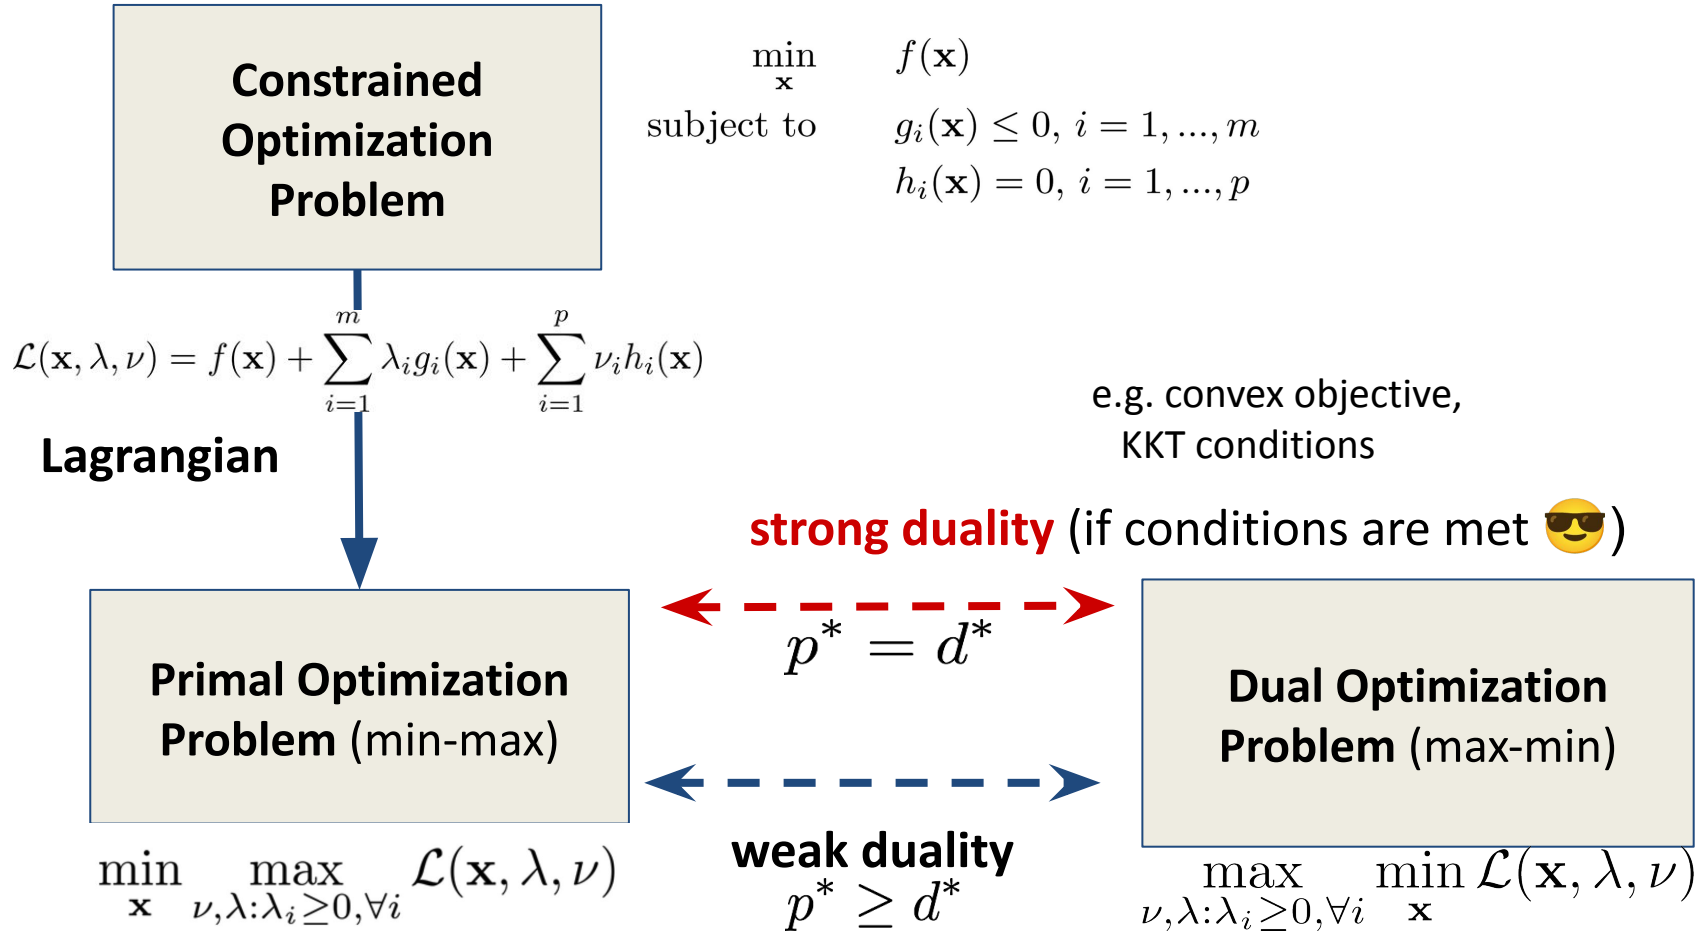 Constrained
Optimization
Problem
min_x f(x)
subject to g_i(x) ≤ 0, i = 1, ..., m
h_i(x) = 0, i = 1, ..., p
ℒ(x, λ, ν) = f(x) + ∑_{i=1}^{m} λ_i g_i(x) + ∑_{i=1}^{p} ν_i h_i(x)
Lagrangian
e.g. convex objective,
KKT conditions
strong duality (if conditions are met 😎)
p* = d*
Primal Optimization
Problem (min-max)
Dual Optimization
Problem (max-min)
weak duality
p* ≥ d*
min_x max_{ν,λ:λ_i≥0,∀i} ℒ(x, λ, ν)
max_{ν,λ:λ_i≥0,∀i} min_x ℒ(x, λ, ν)